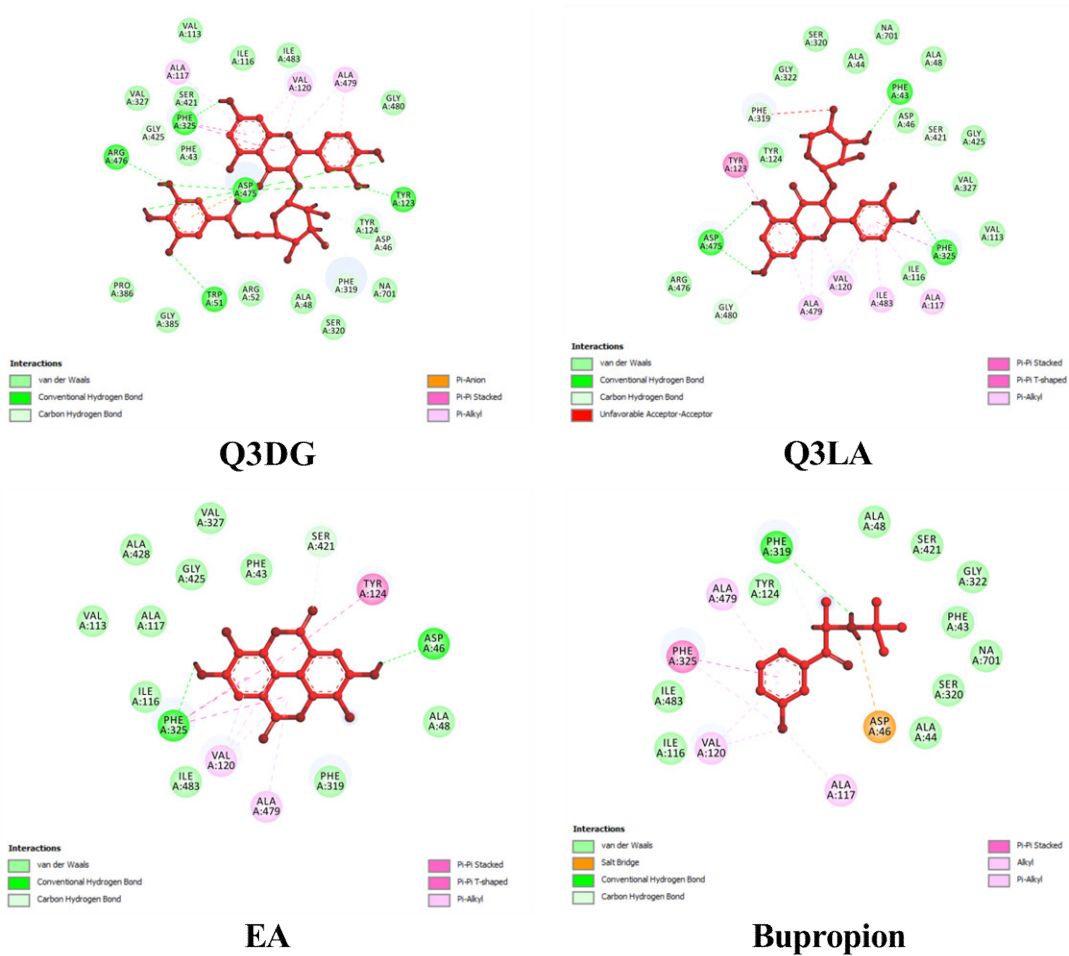 VAL
A:113
ILE
A:116
ILE
A:483
ALA
A:117
VAL
A:120
ALA
A:479
VAL
A:327
SER
A:421
GLY
A:480
PHE
A:325
GLY
A:425
ARG
A:476
PHE
A:43
ASP
A:475
TYR
A:123
TYR
A:124
ASP
A:46
PRO
A:386
TRP
A:51
ARG
A:52
ALA
A:48
PHE
A:319
NA
A:701
GLY
A:385
SER
A:320
Interactions
van der Waals
Conventional Hydrogen Bond
Carbon Hydrogen Bond
Pi-Anion
Pi-Pi Stacked
Pi-Alkyl
Q3DG
SER
A:320
NA
A:701
ALA
A:44
ALA
A:48
GLY
A:322
PHE
A:43
PHE
A:319
ASP
A:46
SER
A:421
GLY
A:425
TYR
A:123
TYR
A:124
VAL
A:327
ASP
A:475
VAL
A:113
PHE
A:325
ARG
A:476
ILE
A:116
VAL
A:120
GLY
A:480
ALA
A:479
ILE
A:483
ALA
A:117
Interactions
van der Waals
Conventional Hydrogen Bond
Carbon Hydrogen Bond
Unfavorable Acceptor-Acceptor
Pi-Pi Stacked
Pi-Pi T-shaped
Pi-Alkyl
Q3LA
VAL
A:327
ALA
A:428
SER
A:421
GLY
A:425
PHE
A:43
TYR
A:124
VAL
A:113
ALA
A:117
ASP
A:46
ILE
A:116
PHE
A:325
ALA
A:48
VAL
A:120
ILE
A:483
PHE
A:319
ALA
A:479
Interactions
van der Waals
Conventional Hydrogen Bond
Carbon Hydrogen Bond
Pi-Pi Stacked
Pi-Pi T-shaped
Pi-Alkyl
EA
ALA
A:48
PHE
A:319
SER
A:421
ALA
A:479
TYR
A:124
GLY
A:322
PHE
A:43
PHE
A:325
NA
A:701
ILE
A:483
SER
A:320
ASP
A:46
ALA
A:44
ILE
A:116
VAL
A:120
ALA
A:117
Interactions
van der Waals
Salt Bridge
Conventional Hydrogen Bond
Carbon Hydrogen Bond
Pi-Pi Stacked
Alkyl
Pi-Alkyl
Bupropion